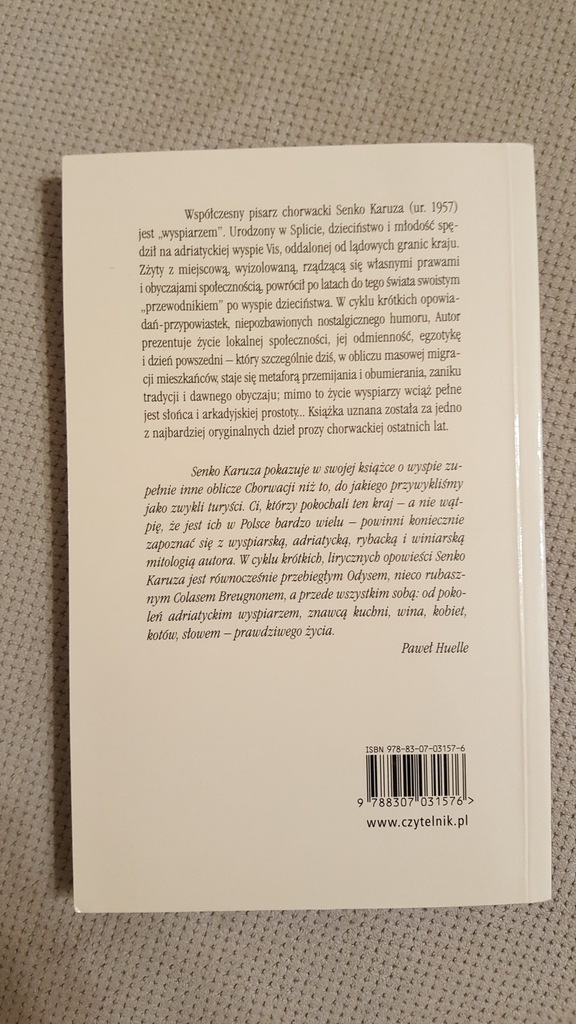 Współczesny pisarz chorwacki Senko Karuza (ur. 1957)
jest „wyspiarzem”. Urodzony w Splicie, dzieciństwo i młodość spę-
dził na adriatyckiej wyspie Vis, oddalonej od lądowych granic kraju.
Zżyty z miejscową, wyizolowaną, rządzącą się własnymi prawami
i obyczajami społecznością, powrócił po latach do tego świata swoistym
„przewodnikiem” po wyspie dzieciństwa. W cyklu krótkich opowia-
dań-przypowiastek, niepozbawionych nostalgicznego humoru, Autor
prezentuje życie lokalnej społeczności, jej odmienność, egzotykę
i dzień powszedni – który szczególnie dziś, w obliczu masowej migra-
cji mieszkańców, staje się metaforą przemijania i obumierania, zaniku
tradycji i dawnego obyczaju; mimo to życie wyspiarzy wciąż pełne
jest słońca i arkadyjskiej prostoty... Książka uznana została za jedno
z najbardziej oryginalnych dzieł prozy chorwackiej ostatnich lat.
Senko Karuza pokazuje w swojej książce o wyspie zu-
pełnie inne oblicze Chorwacji niż to, do jakiego przywykliśmy
jako zwykli turyści. Ci, którzy pokochali ten kraj – a nie wąt-
pię, że jest ich w Polsce bardzo wielu – powinni koniecznie
zapoznać się z wyspiarską, adriatycką, rybacką i winiarską
mitologią autora. W cyklu krótkich, lirycznych opowieści Senko
Karuza jest równocześnie przebiegłym Odysem, nieco rubasz-
nym Colasem Breugnonem, a przede wszystkim sobą: od poko-
leń adriatyckim wyspiarzem, znawcą kuchni, wina, kobiet,
kotów, słowem – prawdziwego życia.
Paweł Huelle
ISBN 978-83-07-03157-6
9 788307 031576 >
www.czytelnik.pl